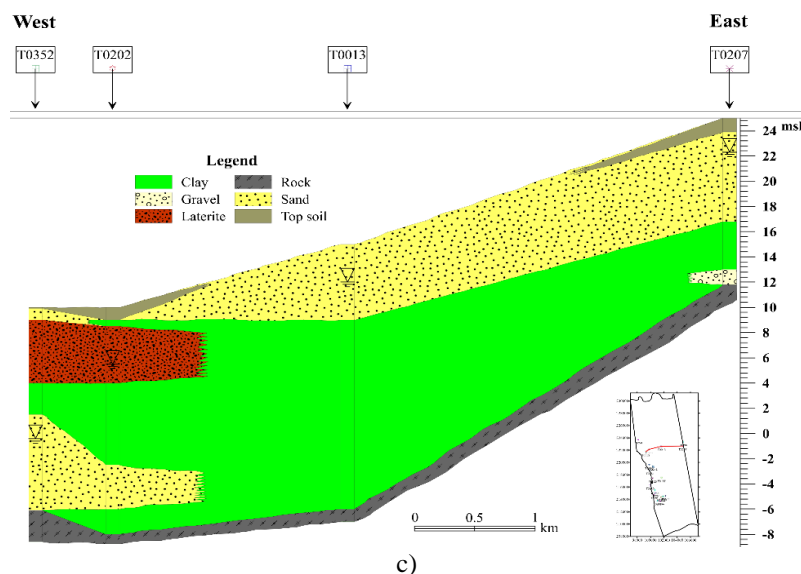 West East
T0352 T0202 T0013 T0207
24 msl
22
20
18
16
14
12
10
8
6
4
2
0
-2
-4
-6
-8
Legend
Clay Rock
Gravel Sand
Laterite Top soil
0 0.5 1
km
c)